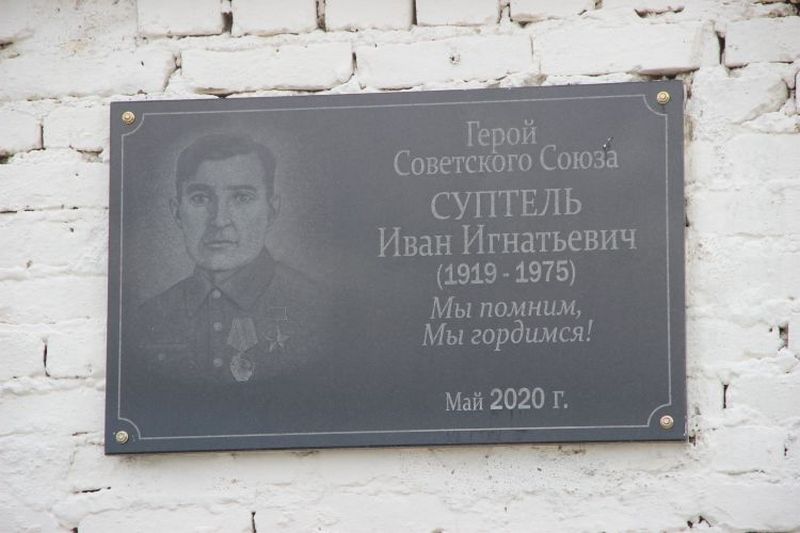 Герой
Советского Союза
СУПТЕЛЬ
Иван Игнатьевич
(1919 - 1975)
Мы помним,
Мы гордимся!
Май 2020 г.